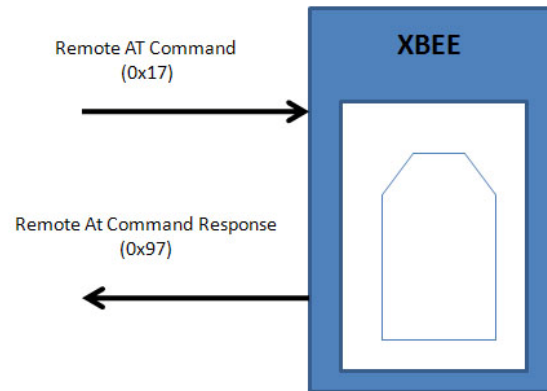 Remote AT Command
(0x17)
XBEE
Remote At Command Response
(0x97)